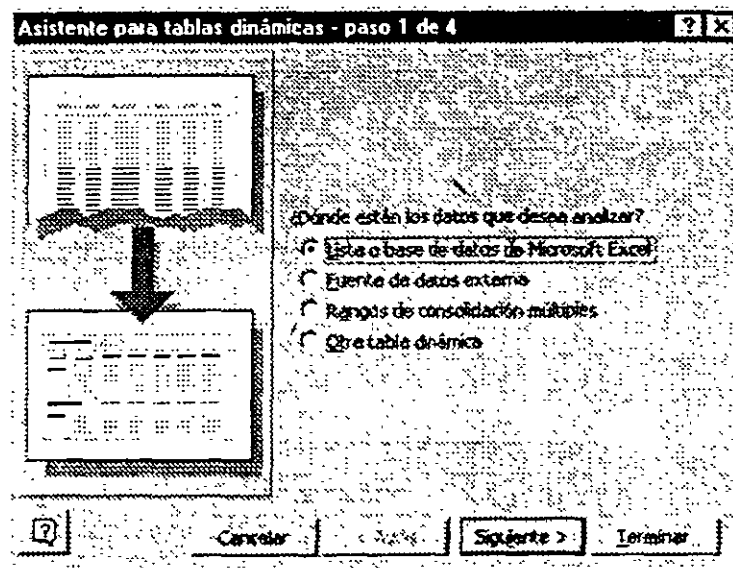 Asistente para tablas dinámicas - paso 1 de 4
¿Dónde están los datos que desea analizar?
Lista o base de datos de Microsoft Excel
Fuente de datos externa
Rangos de consolidación múltiples
Otra tabla dinámica
Cancelar
Siguiente >
Terminar